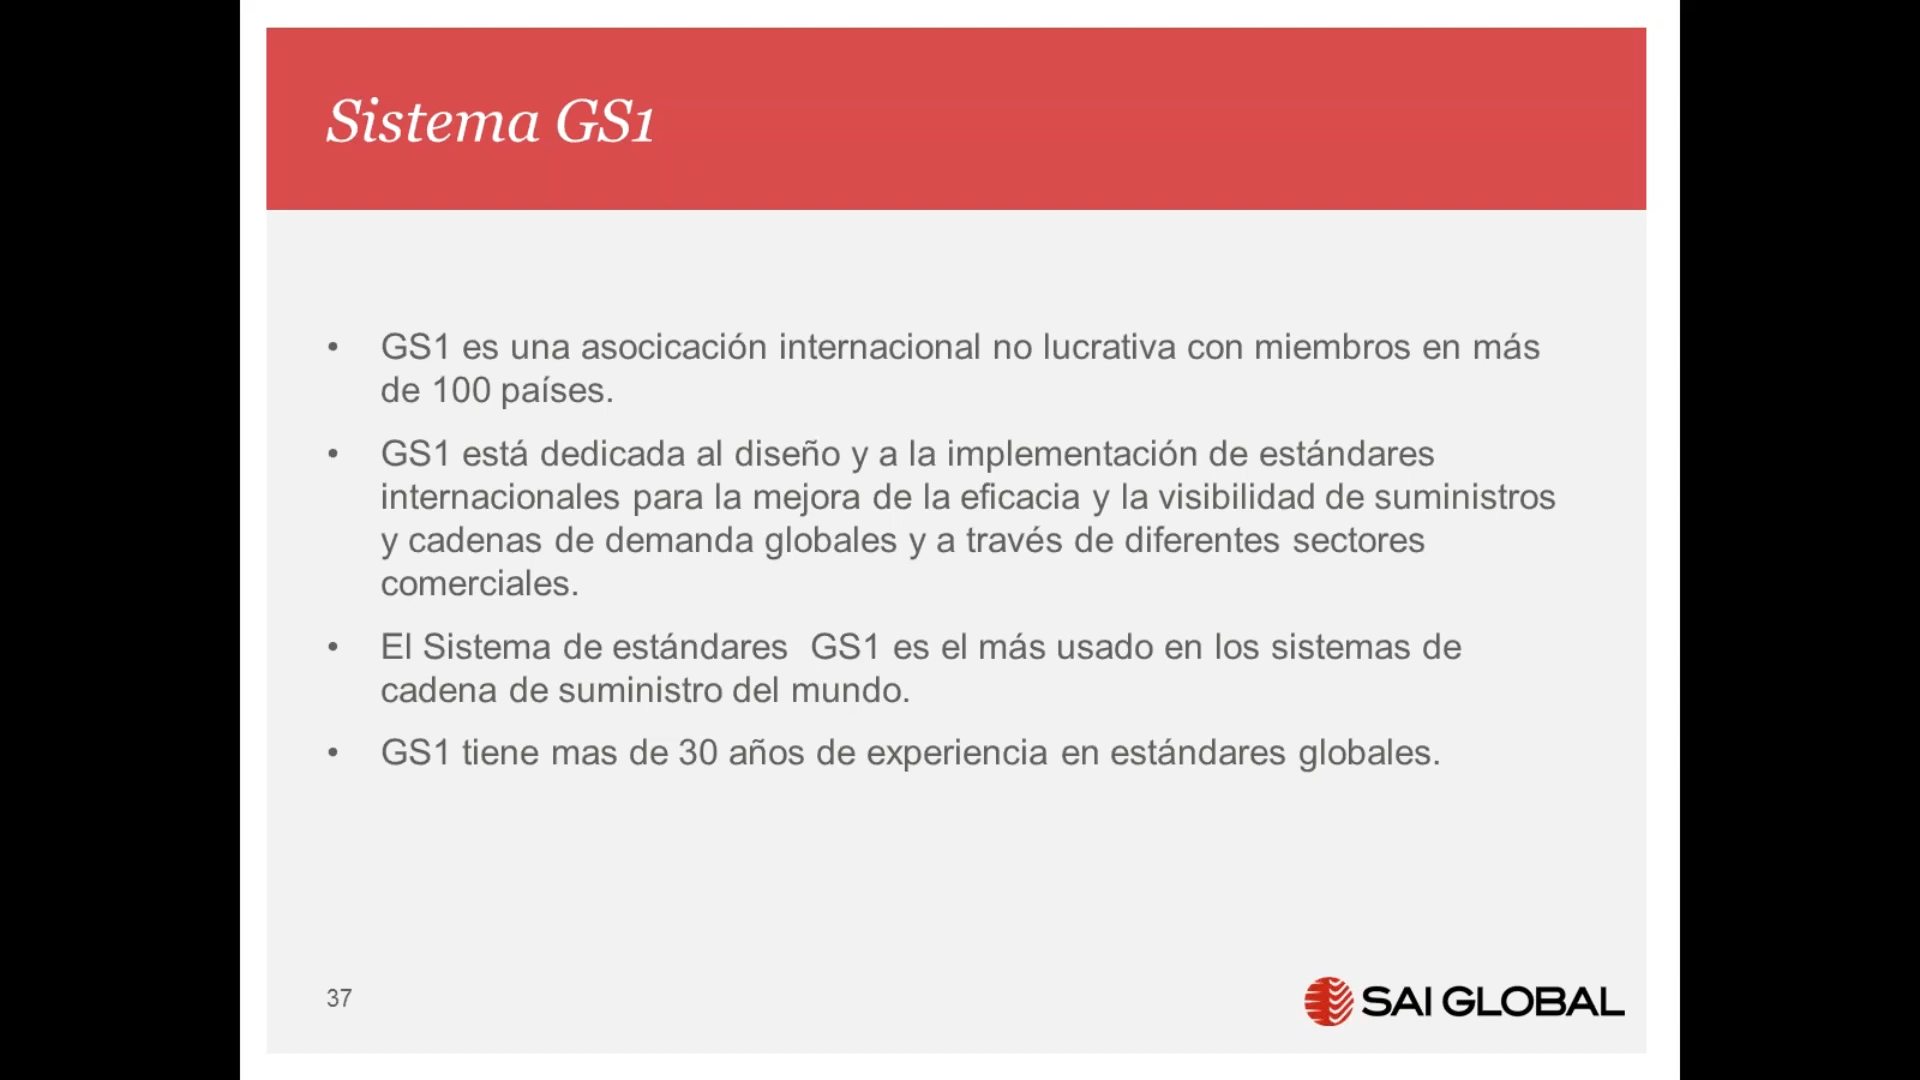 Sistema GS1
• GS1 es una asocicación internacional no lucrativa con miembros en más
de 100 países.
• GS1 está dedicada al diseño y a la implementación de estándares
internacionales para la mejora de la eficacia y la visibilidad de suministros
y cadenas de demanda globales y a través de diferentes sectores
comerciales.
• El Sistema de estándares  GS1 es el más usado en los sistemas de
cadena de suministro del mundo.
• GS1 tiene mas de 30 años de experiencia en estándares globales.
37
SAI GLOBAL